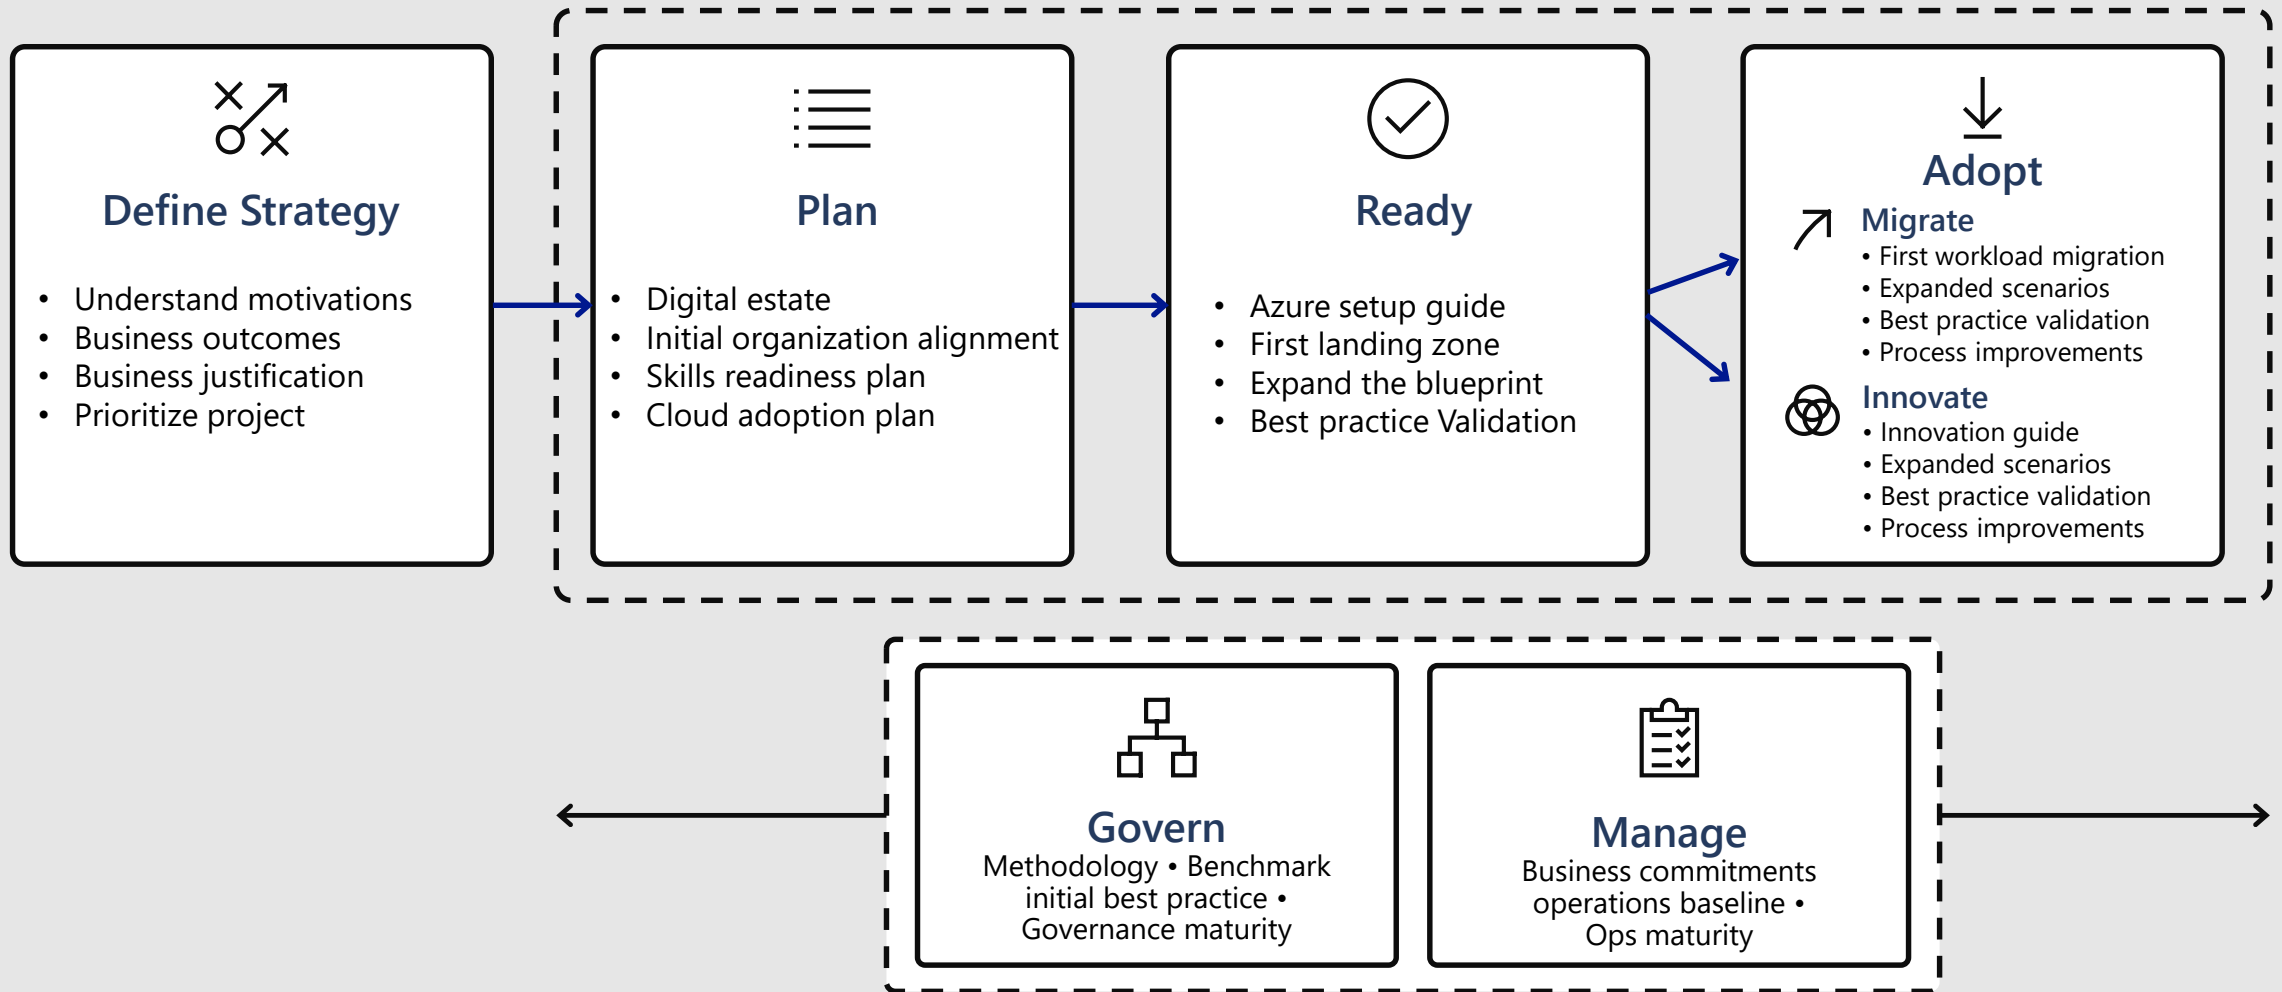 Define Strategy
• Understand motivations
• Business outcomes
• Business justification
• Prioritize project
Plan
• Digital estate
• Initial organization alignment
• Skills readiness plan
• Cloud adoption plan
Ready
• Azure setup guide
• First landing zone
• Expand the blueprint
• Best practice Validation
Adopt
Migrate
• First workload migration
• Expanded scenarios
• Best practice validation
• Process improvements
Innovate
• Innovation guide
• Expanded scenarios
• Best practice validation
• Process improvements
Govern
Methodology • Benchmark
initial best practice •
Governance maturity
Manage
Business commitments
operations baseline •
Ops maturity